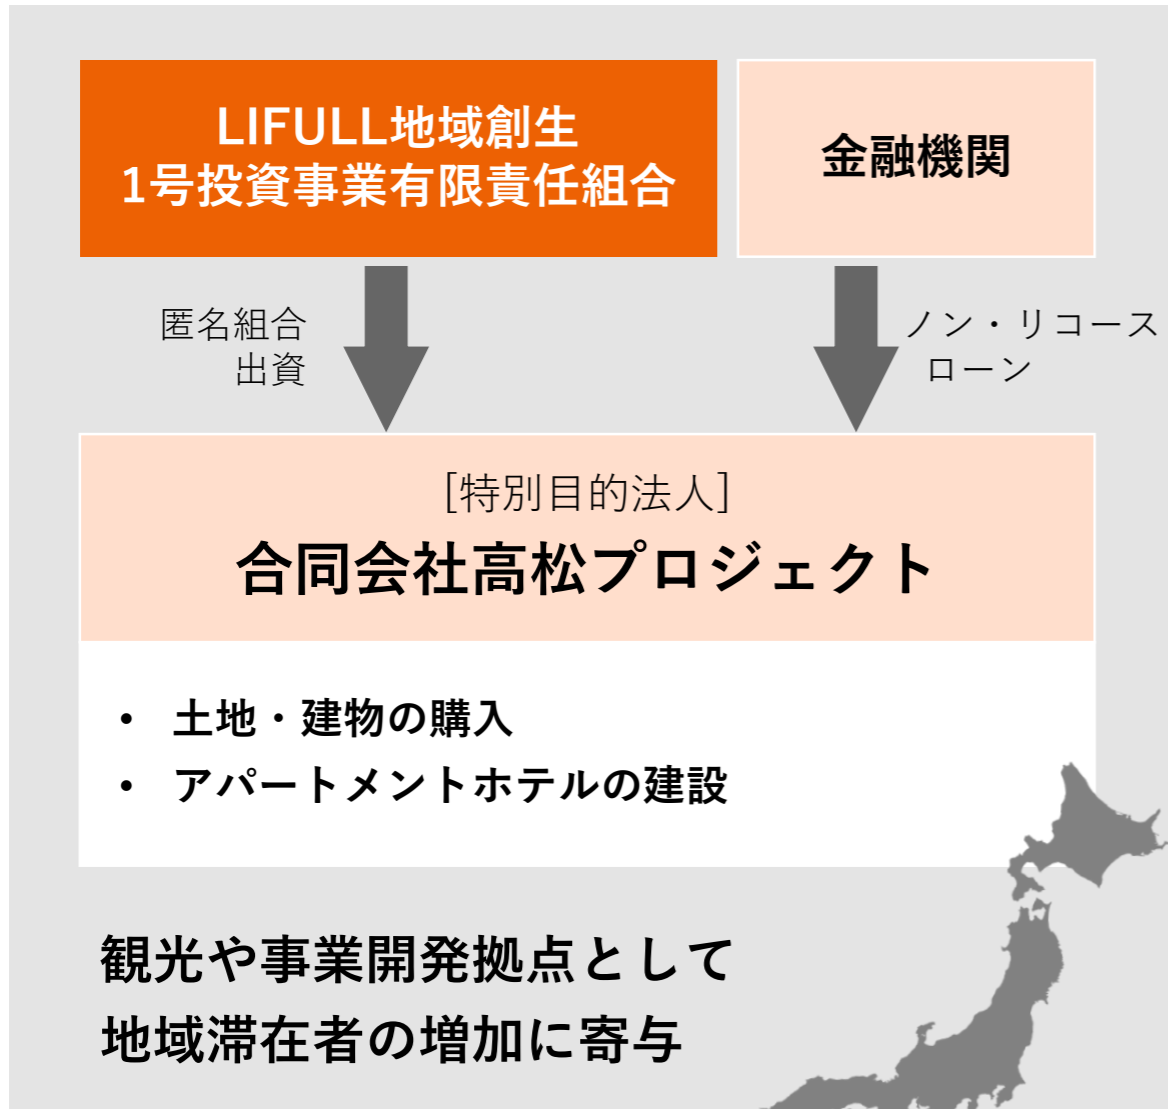 LIFULL地域創生
1号投資事業有限責任組合
金融機関
匿名組合
出資
ノン・リコース
ローン
[特別目的法人]
合同会社高松プロジェクト
• 土地・建物の購入
• アパートメントホテルの建設
観光や事業開発拠点として
地域滞在者の増加に寄与